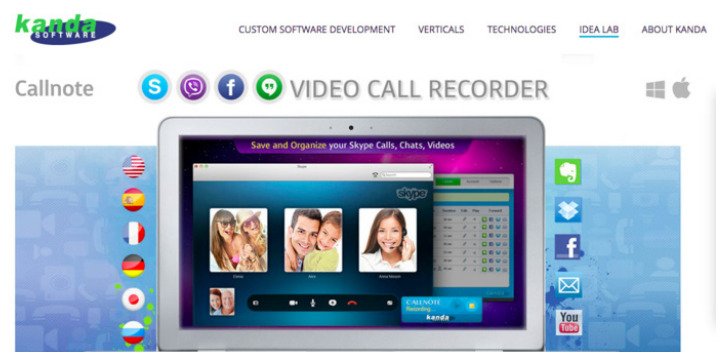 kanda
SOFTWARE
CUSTOM SOFTWARE DEVELOPMENT
VERTICALS
TECHNOLOGIES
IDEA LAB
ABOUT KANDA
Callnote
VIDEO CALL RECORDER
Save and Organize your Skype Calls, Chats, Videos
Skype
skype
CALLNOTE
Recording...
kanda
You
Tube